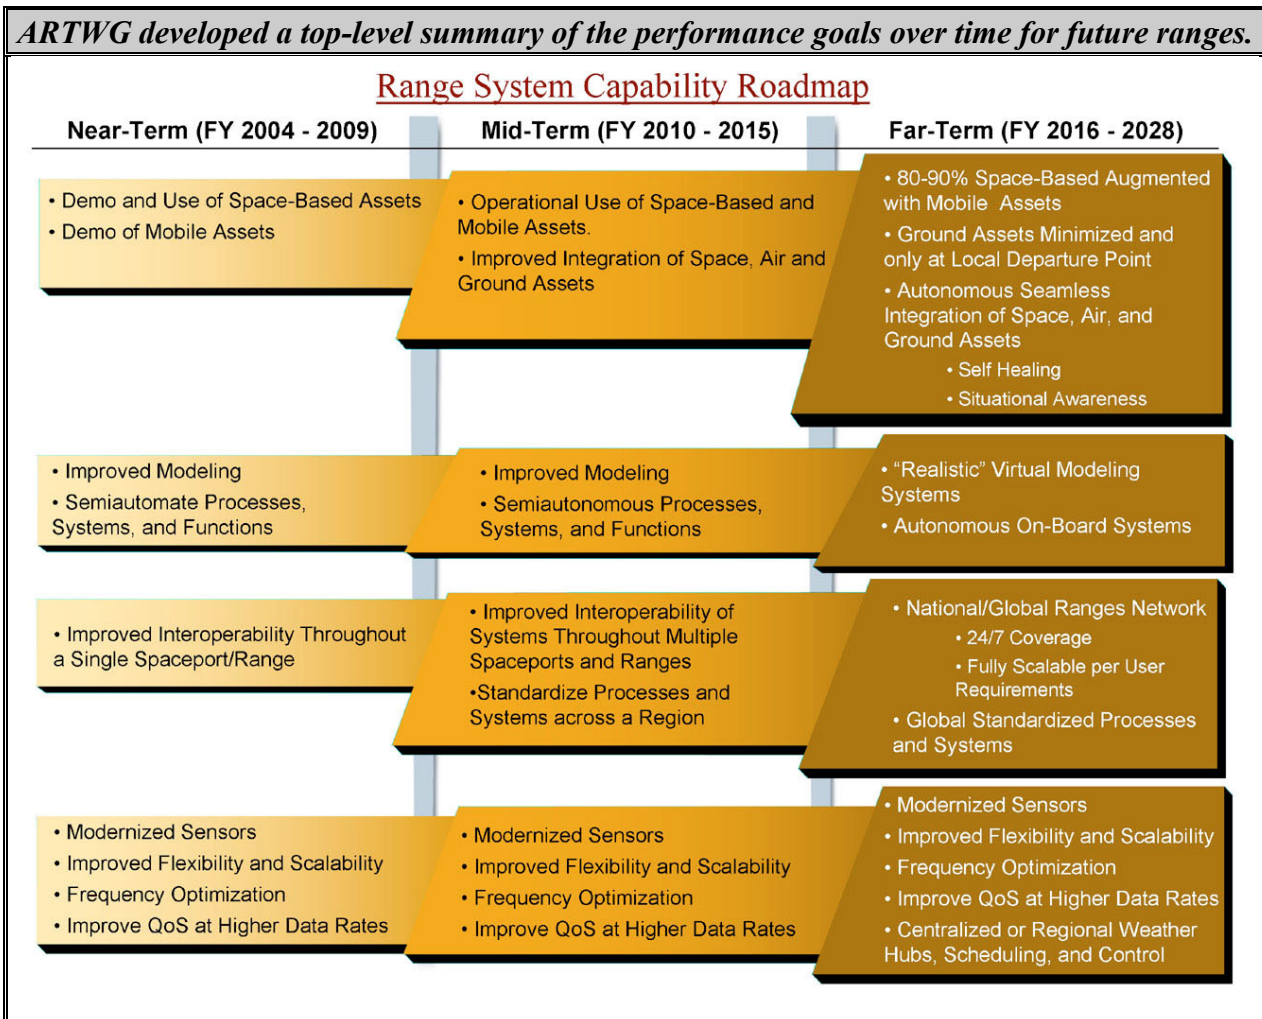 ARTWG developed a top-level summary of the performance goals over time for future ranges.
Range System Capability Roadmap
Near-Term (FY 2004 - 2009)
Mid-Term (FY 2010 - 2015)
Far-Term (FY 2016 - 2028)
• Demo and Use of Space-Based Assets
• Demo of Mobile Assets
• Operational Use of Space-Based and
Mobile Assets.
• Improved Integration of Space, Air and
Ground Assets
• 80-90% Space-Based Augmented
with Mobile Assets
• Ground Assets Minimized and
only at Local Departure Point
• Autonomous Seamless
Integration of Space, Air, and
Ground Assets
• Self Healing
• Situational Awareness
• Improved Modeling
• Semiautomate Processes,
Systems, and Functions
• Improved Modeling
• Semiautonomous Processes,
Systems, and Functions
• “Realistic” Virtual Modeling
Systems
• Autonomous On-Board Systems
• Improved Interoperability Throughout
a Single Spaceport/Range
• Improved Interoperability of
Systems Throughout Multiple
Spaceports and Ranges
•Standardize Processes and
Systems across a Region
• National/Global Ranges Network
• 24/7 Coverage
• Fully Scalable per User
Requirements
• Global Standardized Processes
and Systems
• Modernized Sensors
• Improved Flexibility and Scalability
• Frequency Optimization
• Improve QoS at Higher Data Rates
• Modernized Sensors
• Improved Flexibility and Scalability
• Frequency Optimization
• Improve QoS at Higher Data Rates
• Modernized Sensors
• Improved Flexibility and Scalability
• Frequency Optimization
• Improve QoS at Higher Data Rates
• Centralized or Regional Weather
Hubs, Scheduling, and Control